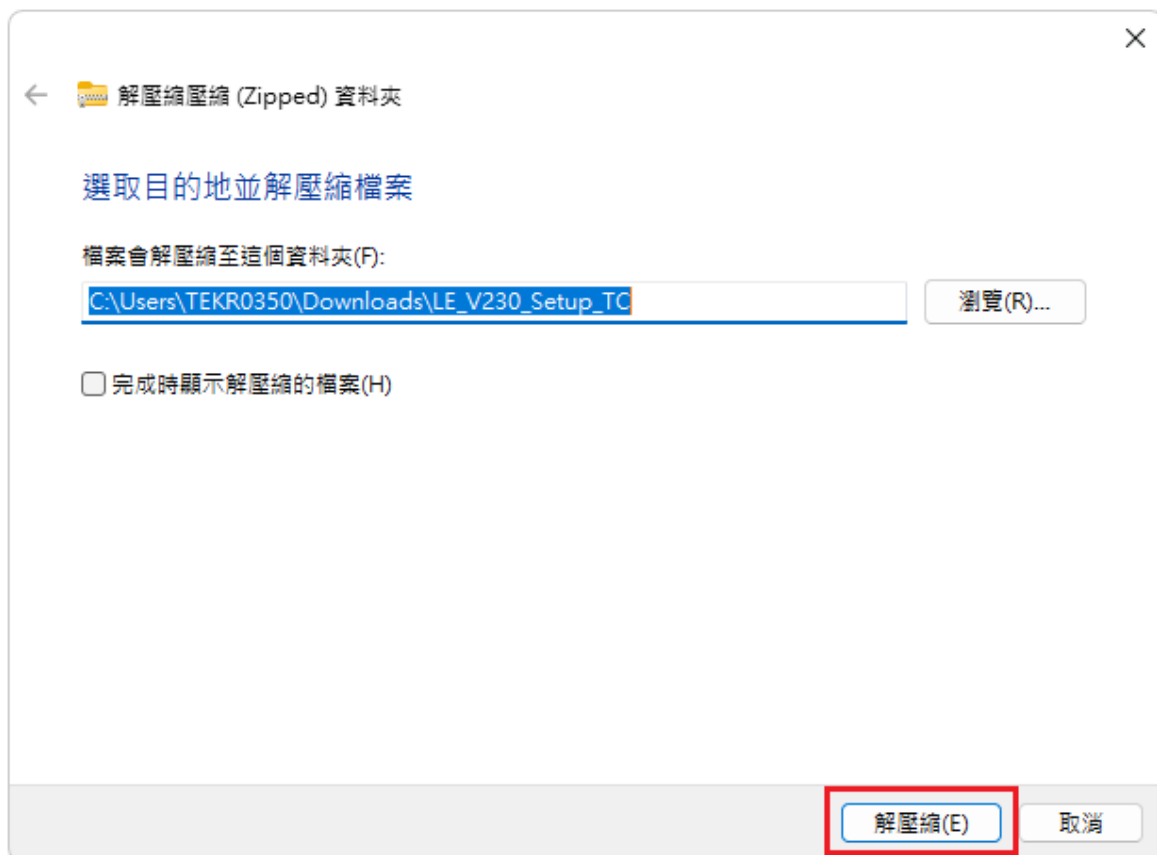 解壓縮壓縮 (Zipped) 資料夾
選取目的地並解壓縮檔案
檔案會解壓縮至這個資料夾(F):
C:\Users\TEKR0350\Downloads\LE_V230_Setup_TC
瀏覽(R)...
完成時顯示解壓縮的檔案(H)
解壓縮(E)
取消